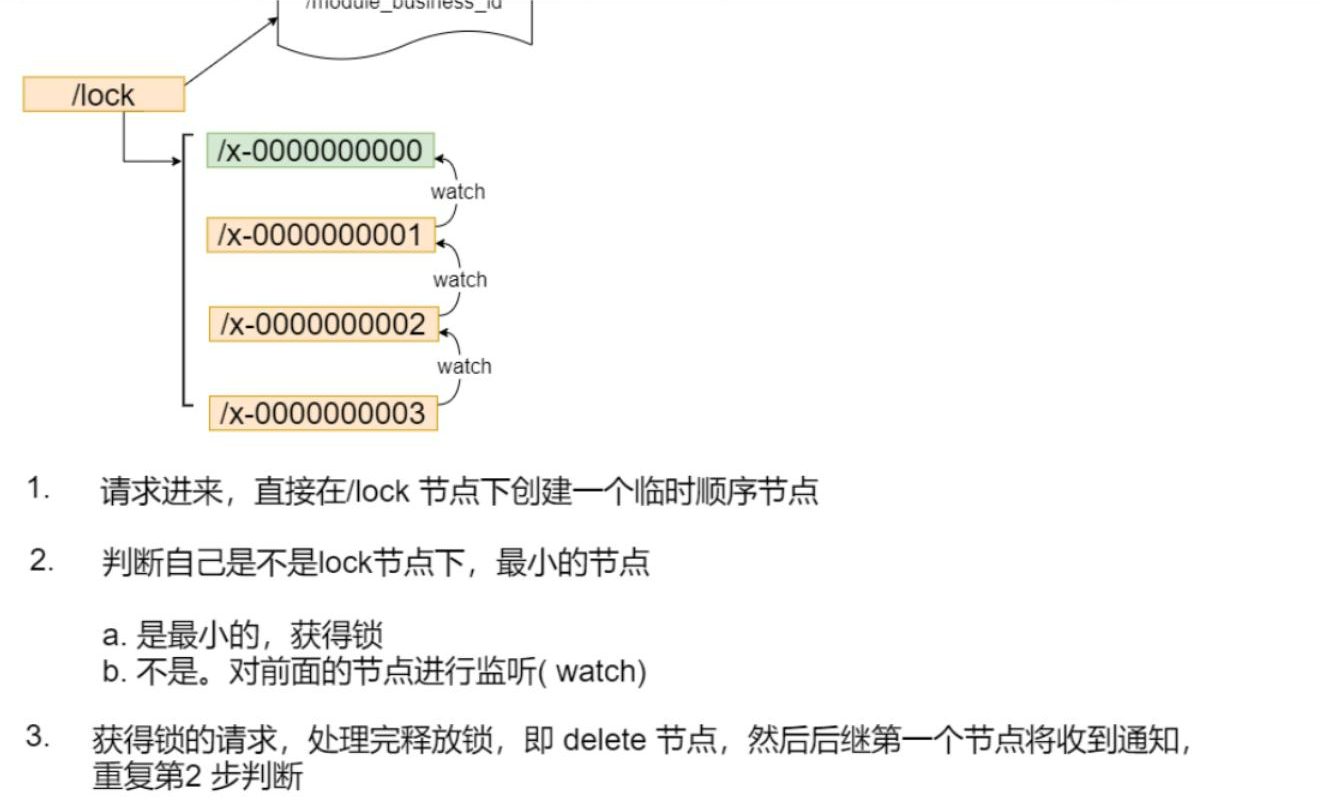 /module_business_id
/lock
/x-0000000000
watch
/x-0000000001
watch
/x-0000000002
watch
/x-0000000003
1. 请求进来，直接在/lock 节点下创建一个临时顺序节点
2. 判断自己是不是lock节点下，最小的节点
a. 是最小的，获得锁
b. 不是。对前面的节点进行监听( watch)
3. 获得锁的请求，处理完释放锁，即 delete 节点，然后后继第一个节点将收到通知，
重复第2 步判断